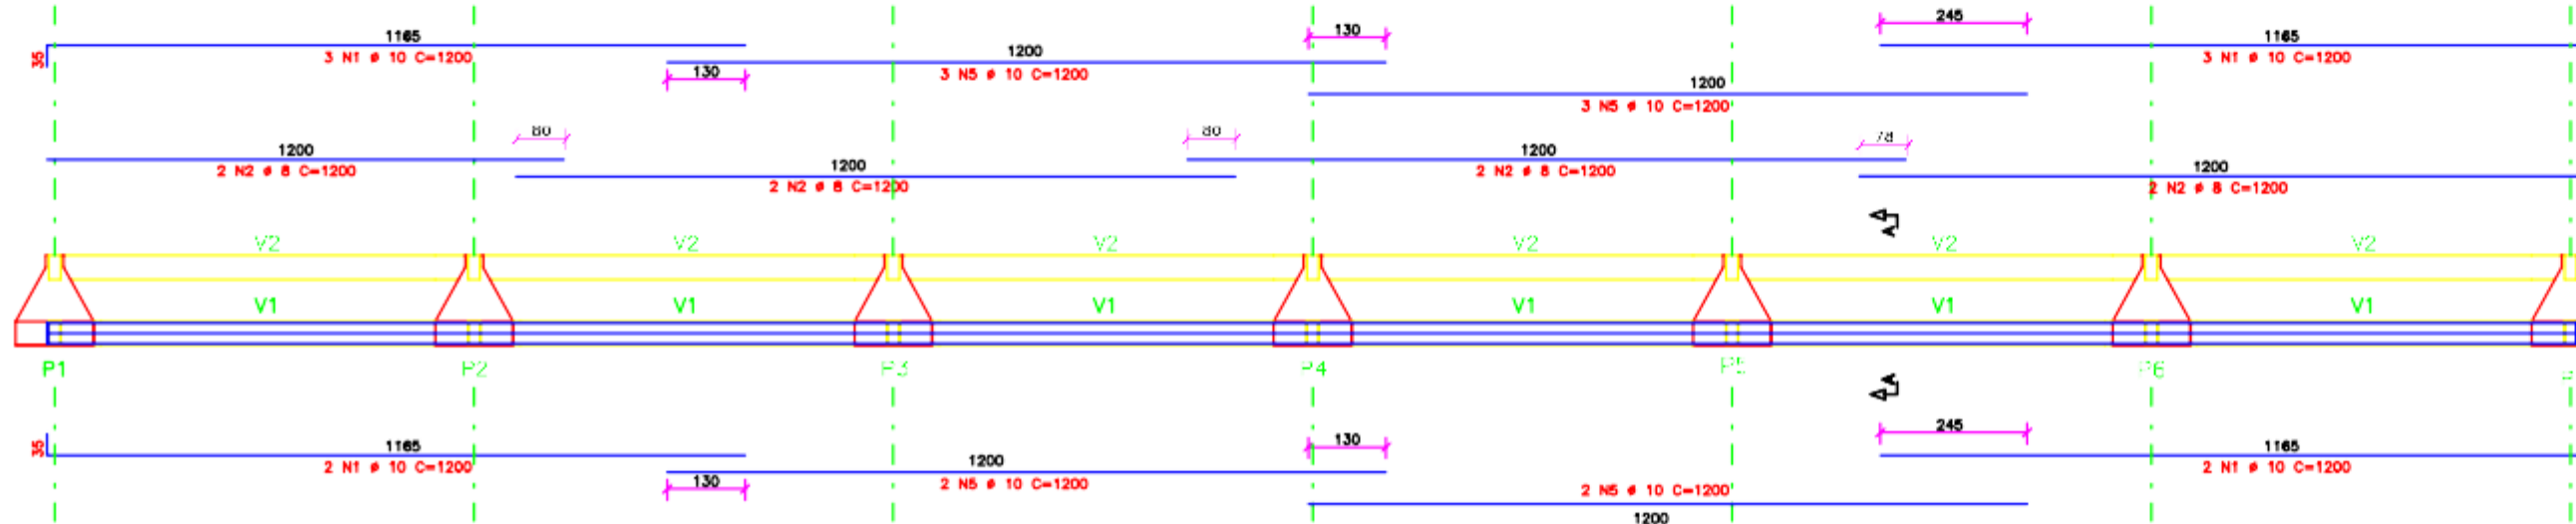 1165
35
3 N1 ø 10 C=1200
130
1200
3 N5 ø 10 C=1200
130
1200
3 N5 ø 10 C=1200
245
1165
3 N1 ø 10 C=1200
1200
2 N2 ø 8 C=1200
80
1200
2 N2 ø 8 C=1200
80
1200
2 N2 ø 8 C=1200
78
1200
2 N2 ø 8 C=1200
V2 V2 V2 V2 V2 V2
V1 V1 V1 V1 V1 V1
P1 P2 P3 P4 P5 P6
35
1165
2 N1 ø 10 C=1200
130
1200
2 N5 ø 10 C=1200
130
2 N5 ø 10 C=1200
1200
245
1165
2 N1 ø 10 C=1200